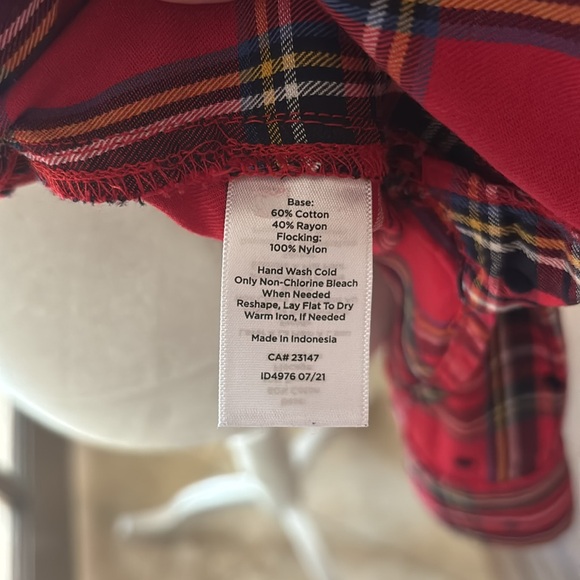 Base:
60% Cotton
40% Rayon
Flocking:
100% Nylon
Hand Wash Cold
Only Non-Chlorine Bleach
When Needed
Reshape, Lay Flat To Dry
Warm Iron, If Needed
Made In Indonesia
CA# 23147
ID4976 07/21